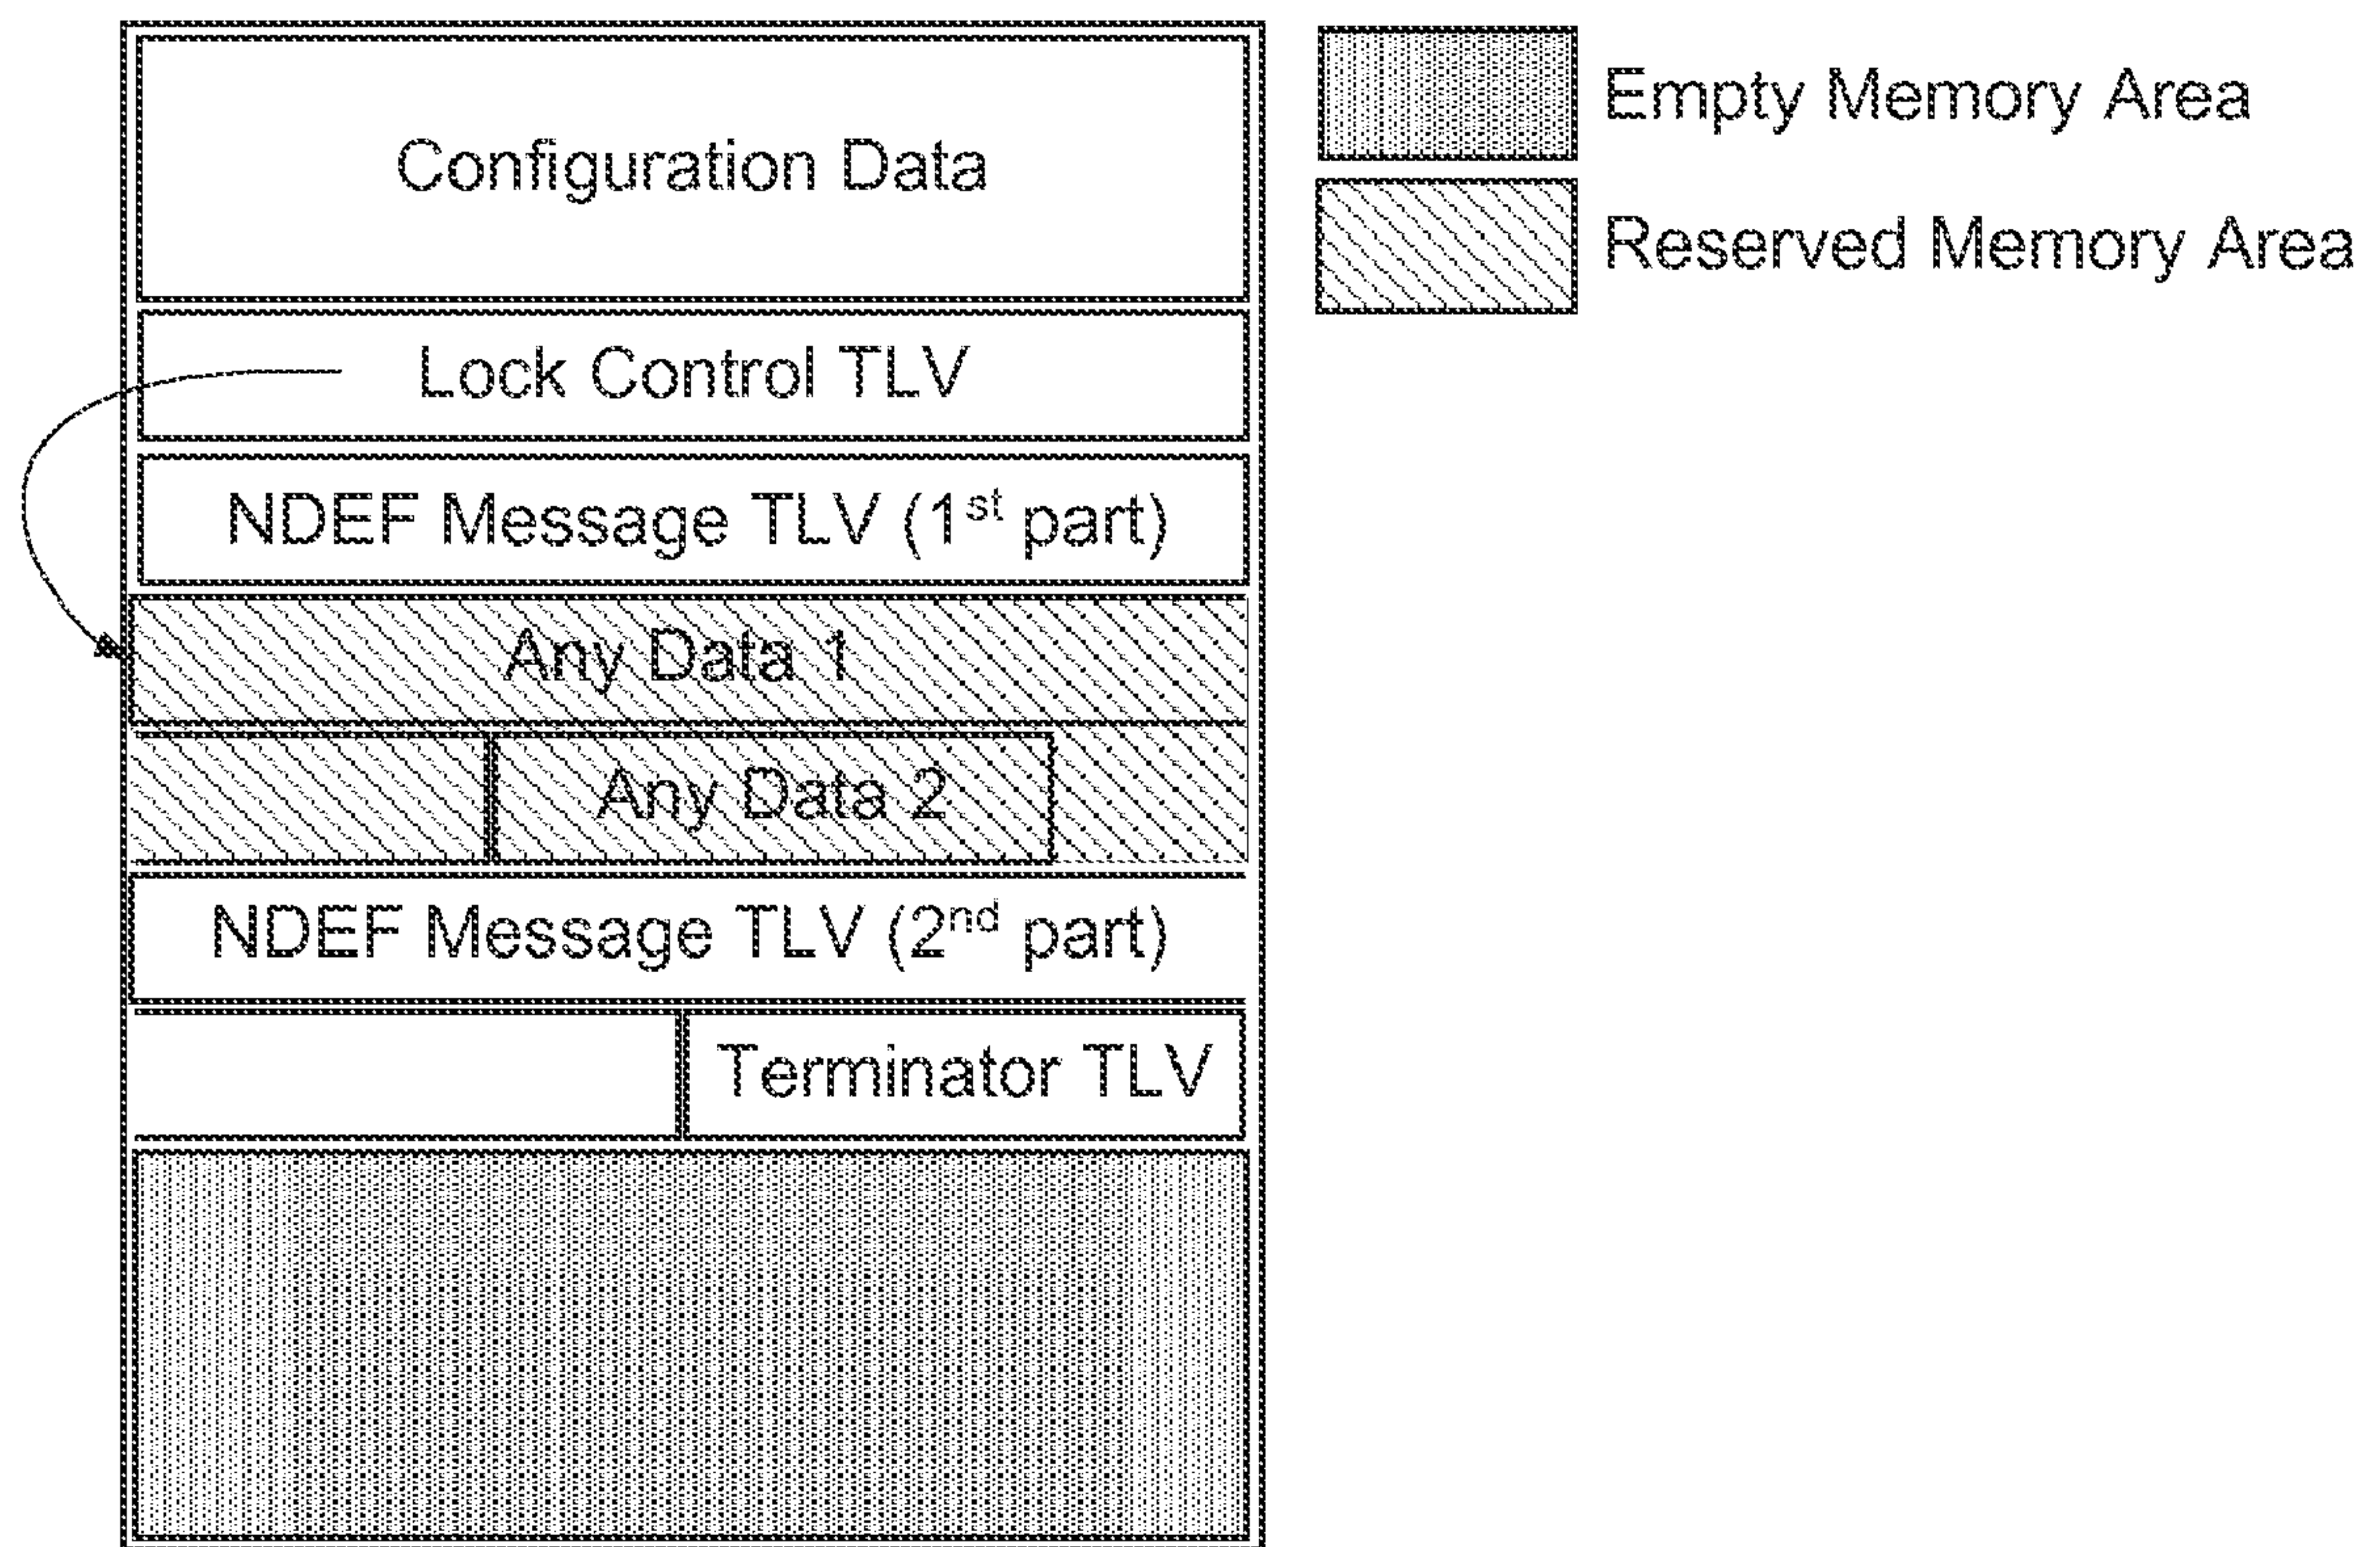 Configuration Data
Lock Control TLV
NDEF Message TLV (1st part)
Any Data 1
Any Data 2
NDEF Message TLV (2nd part)
Terminator TLV
Empty Memory Area
Reserved Memory Area